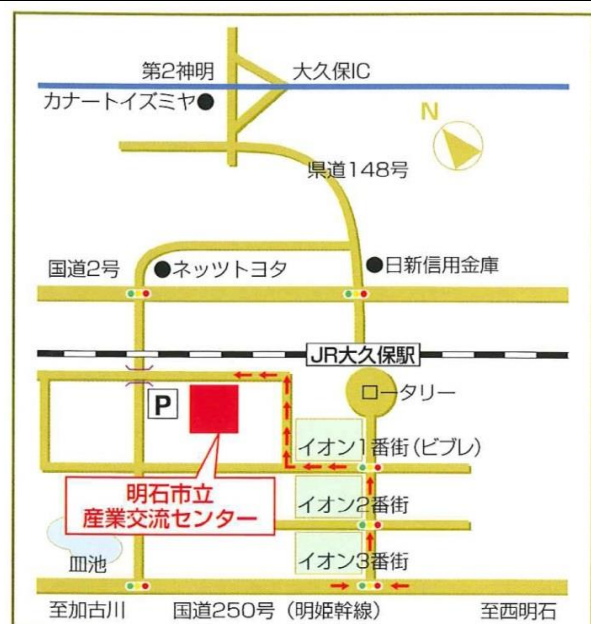 第2神明
大久保IC
カナートイズミヤ
N
県道148号
国道2号
ネッツトヨタ
日新信用金庫
JR大久保駅
P
ロータリー
イオン1番街(ビブレ)
明石市立
産業交流センター
イオン2番街
皿池
イオン3番街
至加古川
国道250号(明姫幹線)
至西明石